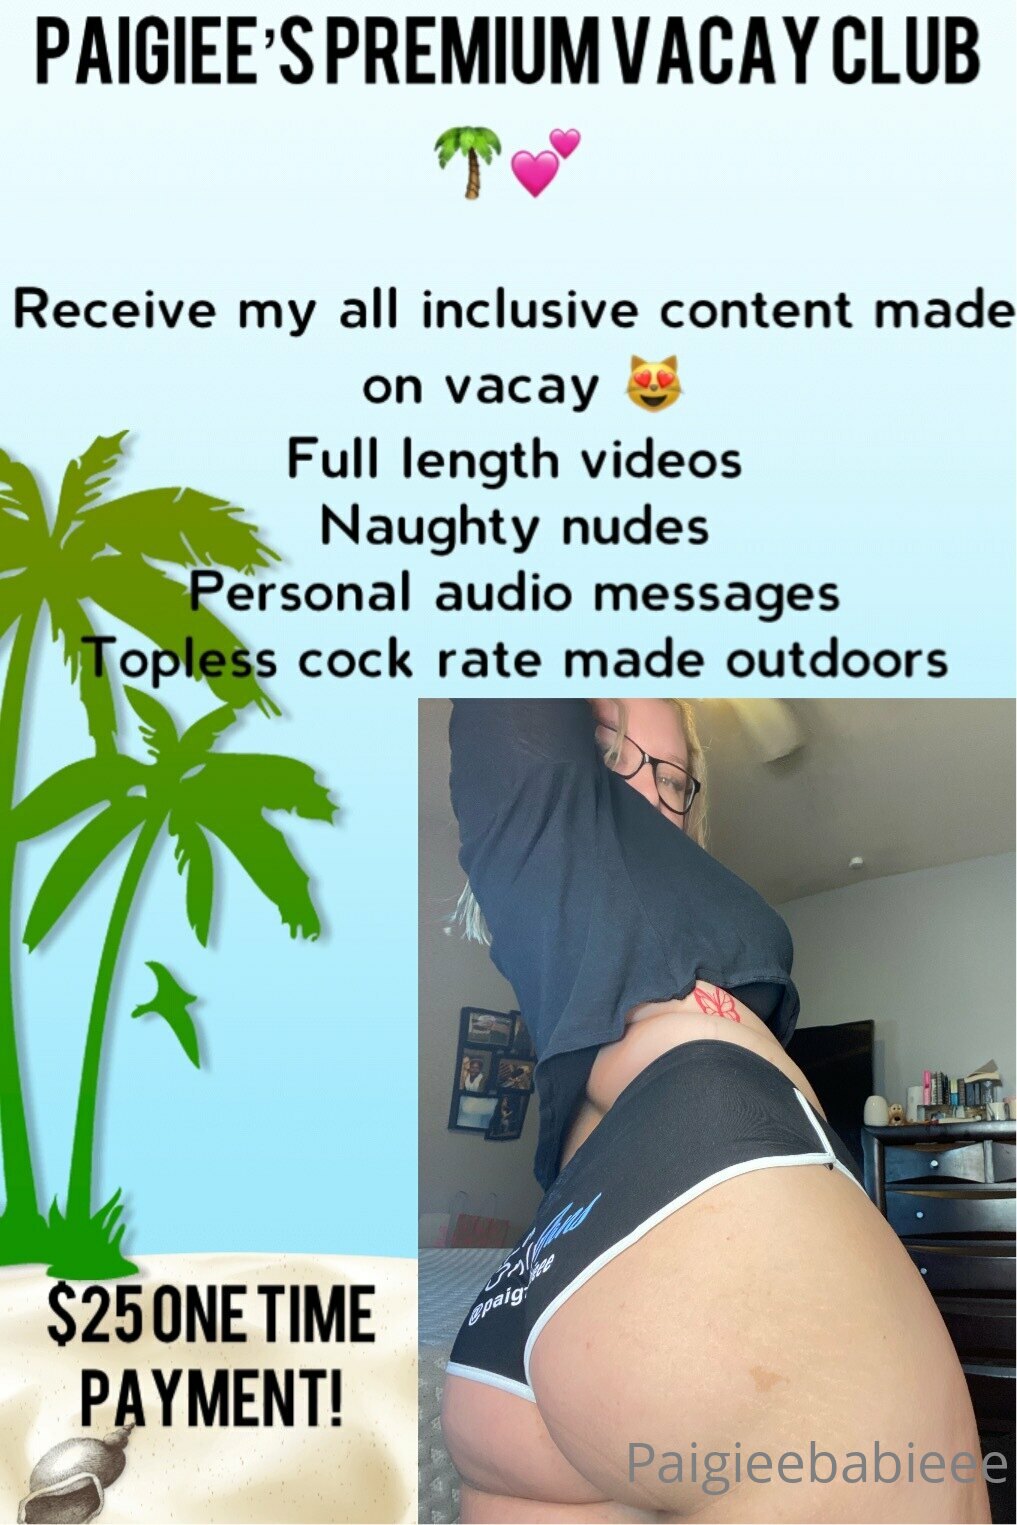 PAIGIEE'S PREMIUM VACAY CLUB
🌴💕
Receive my all inclusive content made
on vacay 😻
Full length videos
Naughty nudes
Personal audio messages
Topless cock rate made outdoors
$25 ONE TIME
PAYMENT!
Paigieebabieee